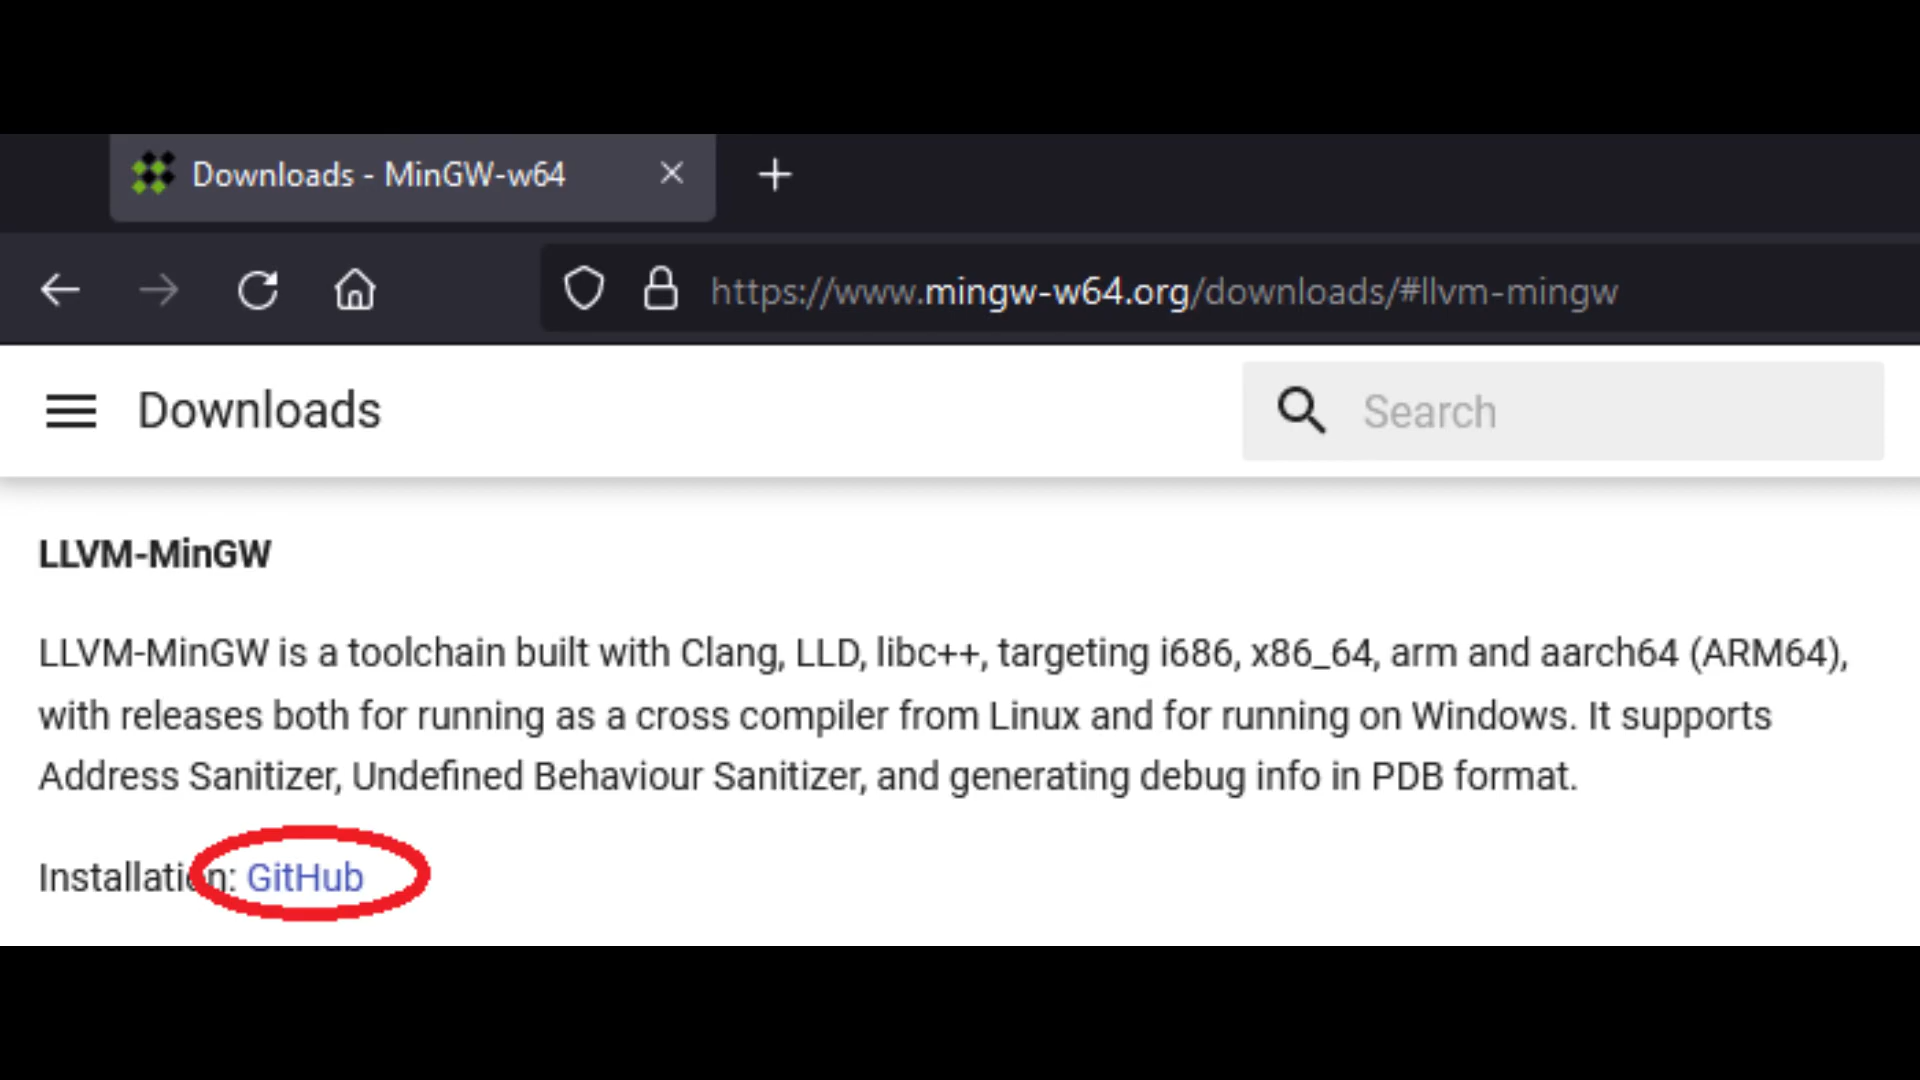 Downloads - MinGW-w64
https://www.mingw-w64.org/downloads/#llvm-mingw
Downloads
Search
LLVM-MinGW
LLVM-MinGW is a toolchain built with Clang, LLD, libc++, targeting i686, x86_64, arm and aarch64 (ARM64),
with releases both for running as a cross compiler from Linux and for running on Windows. It supports
Address Sanitizer, Undefined Behaviour Sanitizer, and generating debug info in PDB format.
Installation: GitHub